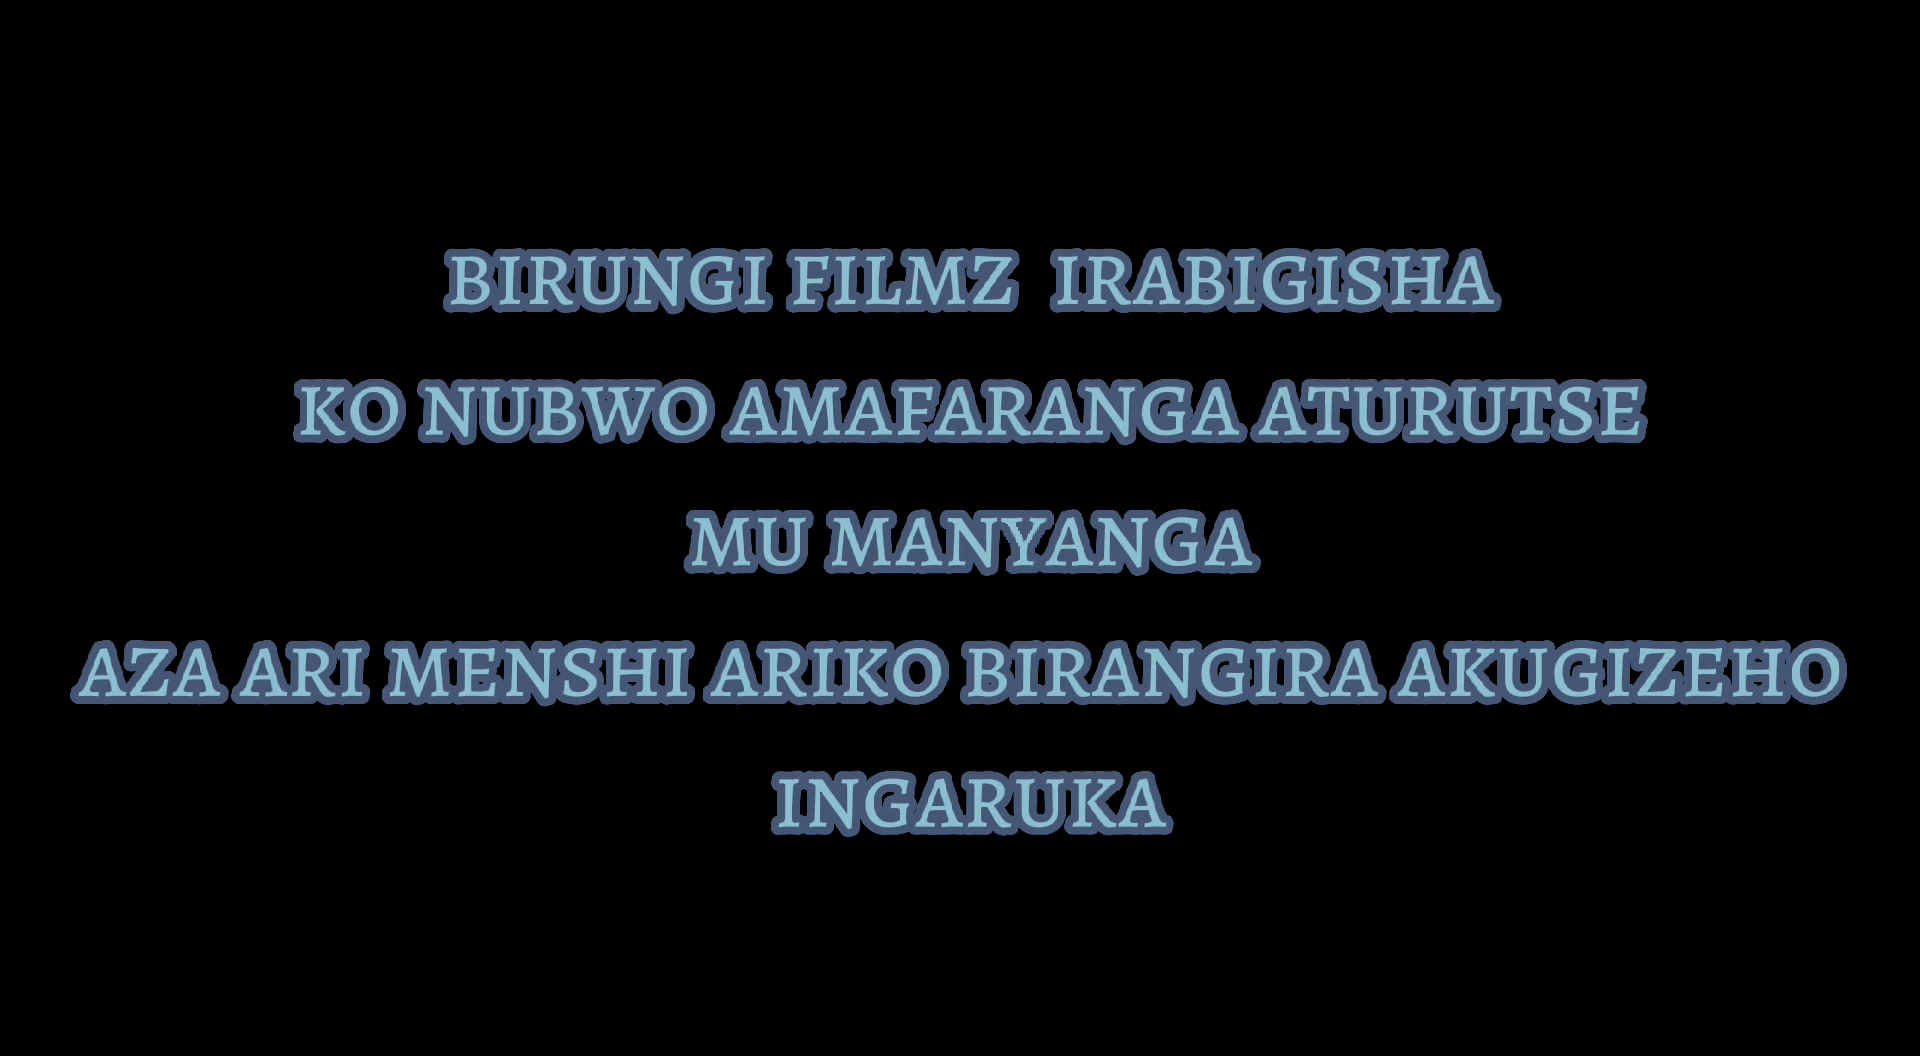 BIRUNGI FILMZ IRABIGISHA
KO NUBWO AMAFARANGA ATURUTSE
MU MANYANGA
AZA ARI MENSHI ARIKO BIRANGIRA AKUGIZEHO
INGARUKA